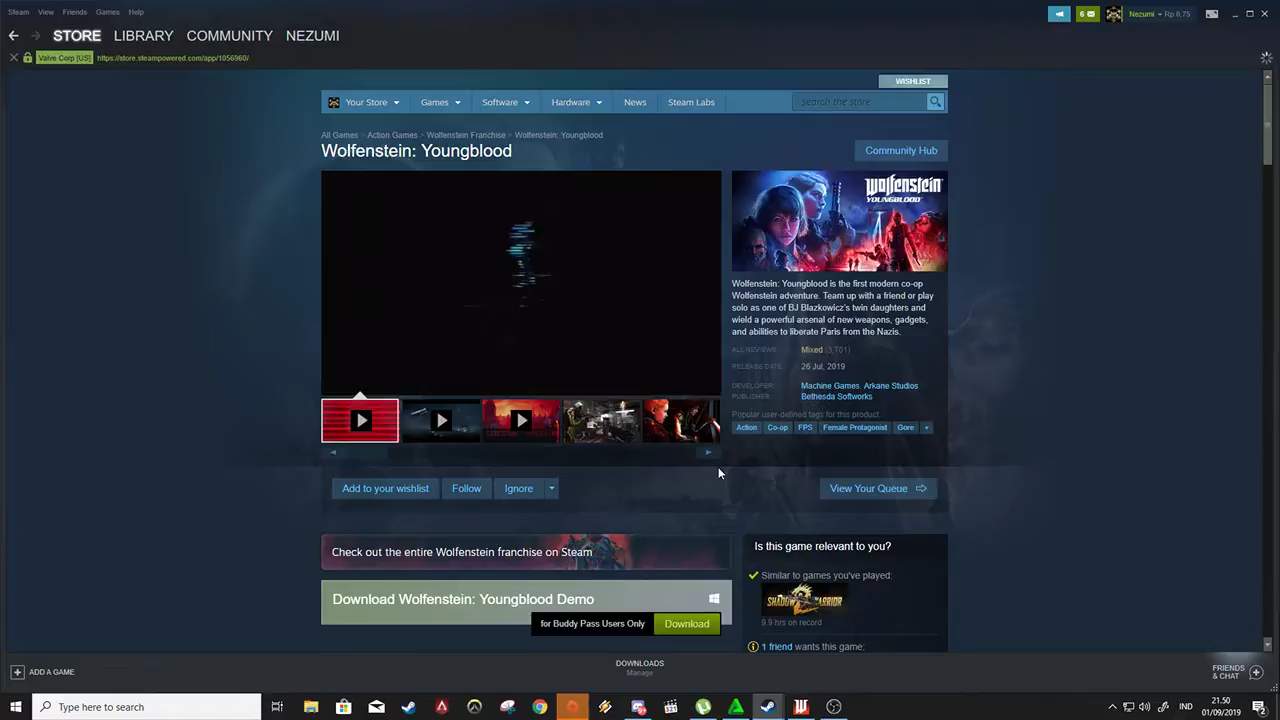 Steam View Friends Games Help
6 Nezumi Rp 0,75
STORE LIBRARY COMMUNITY NEZUMI
Valve Corp [US] https://store.steampowered.com/app/1056960/
WISHLIST
Your Store Games Software Hardware News Steam Labs search the store
All Games Action Games Wolfenstein Franchise Wolfenstein: Youngblood
Wolfenstein: Youngblood
Community Hub
Wolfenstein
YOUNGBLOOD
Wolfenstein: Youngblood is the first modern co-op
Wolfenstein adventure. Team up with a friend or play
solo as one of BJ Blazkowicz's twin daughters and
wield a powerful arsenal of new weapons, gadgets,
and abilities to liberate Paris from the Nazis.
ALL REVIEWS: Mixed (3,701)
RELEASE DATE: 26 Jul, 2019
DEVELOPER: Machine Games, Arkane Studios
PUBLISHER: Bethesda Softworks
Popular user-defined tags for this product:
Action Co-op FPS Female Protagonist Gore +
Add to your wishlist Follow Ignore View Your Queue
Check out the entire Wolfenstein franchise on Steam
Download Wolfenstein: Youngblood Demo
for Buddy Pass Users Only Download
Is this game relevant to you?
Similar to games you've played:
SHADOW WARRIOR
9.9 hrs on record
1 friend wants this game:
ADD A GAME
DOWNLOADS
Manage
FRIENDS
& CHAT
Type here to search
IND
21.50
01/09/2019
2